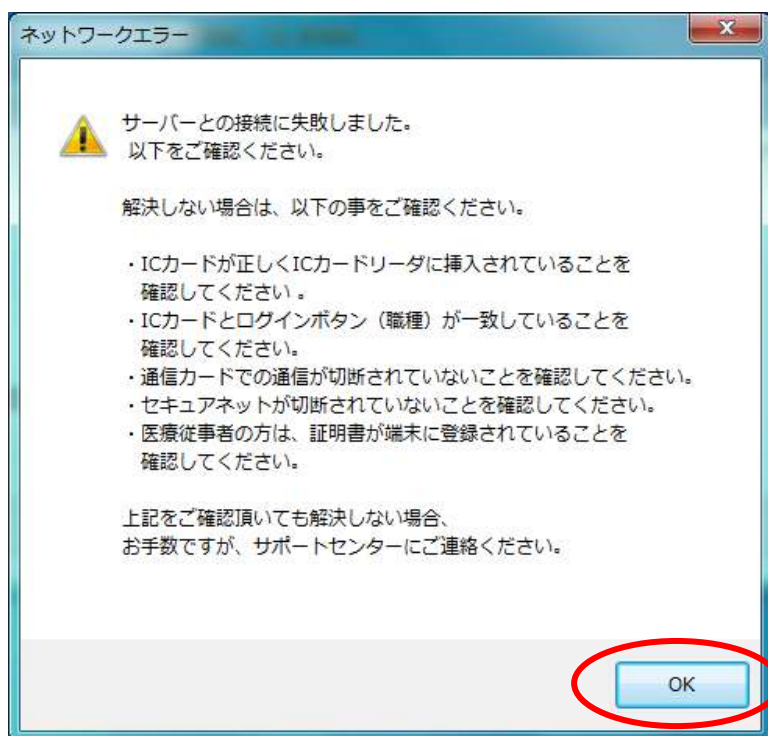 ネットワークエラー
サーバーとの接続に失敗しました。
以下をご確認ください。
解決しない場合は、以下の事をご確認ください。
・ICカードが正しくICカードリーダに挿入されていることを
確認してください 。
・ICカードとログインボタン（職種）が一致していることを
確認してください。
・通信カードでの通信が切断されていないことを確認してください。
・セキュアネットが切断されていないことを確認してください。
・医療従事者の方は、証明書が端末に登録されていることを
確認してください。
上記をご確認頂いても解決しない場合、
お手数ですが、サポートセンターにご連絡ください。
OK